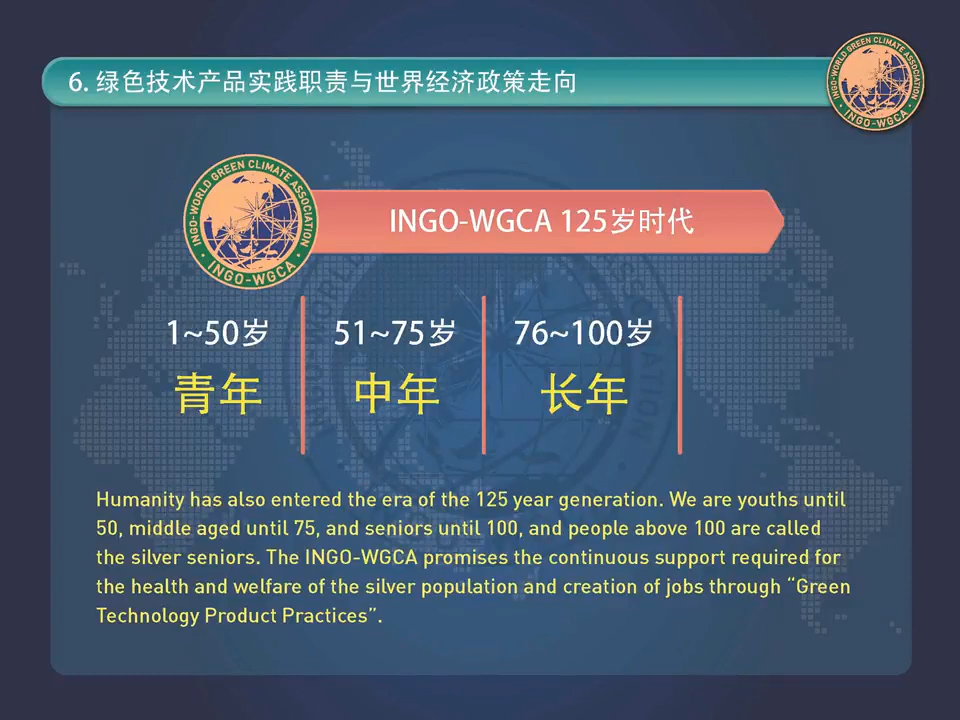 6. 绿色技术产品实践职责与世界经济政策走向
INGO-WORLD GREEN CLIMATE ASSOCIATION
INGO-WGCA
INGO-WORLD GREEN CLIMATE ASSOCIATION
INGO-WGCA
INGO-WGCA 125岁时代
1~50岁
51~75岁
76~100岁
青年
中年
长年
Humanity has also entered the era of the 125 year generation. We are youths until
50, middle aged until 75, and seniors until 100, and people above 100 are called
the silver seniors. The INGO-WGCA promises the continuous support required for
the health and welfare of the silver population and creation of jobs through “Green
Technology Product Practices”.